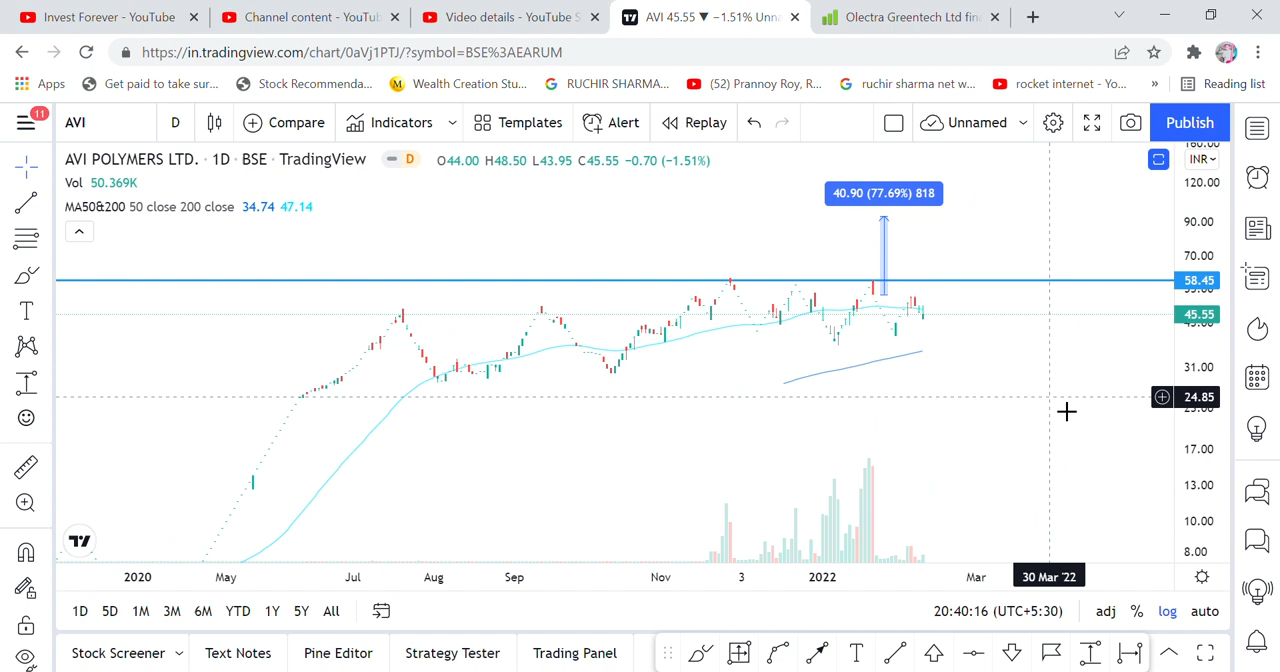 Invest Forever - YouTube
Channel content - YouTub
Video details - YouTube S
AVI 45.55 ▼ −1.51% Unna
Olectra Greentech Ltd fina
https://in.tradingview.com/chart/0aVj1PTJ/?symbol=BSE%3AEARUM
Apps
Get paid to take sur...
Stock Recommenda...
M Wealth Creation Stu...
RUCHIR SHARMA...
(52) Prannoy Roy, R...
ruchir sharma net w...
rocket internet - Yo...
»
Reading list
11
AVI
D
Compare
Indicators
Templates
Alert
Replay
Unnamed
Publish
AVI POLYMERS LTD. · 1D · BSE · TradingView
D
O44.00 H48.50 L43.95 C45.55 −0.70 (−1.51%)
INR
Vol 50.369K
MA50&200 50 close 200 close 34.74 47.14
40.90 (77.69%) 818
160.00
120.00
90.00
70.00
58.45
45.55
31.00
24.85
17.00
13.00
10.00
8.00
2020 May Jul Aug Sep Nov 3 2022 Mar 30 Mar '22
1D 5D 1M 3M 6M YTD 1Y 5Y All
20:40:16 (UTC+5:30) adj % log auto
Stock Screener Text Notes Pine Editor Strategy Tester Trading Panel